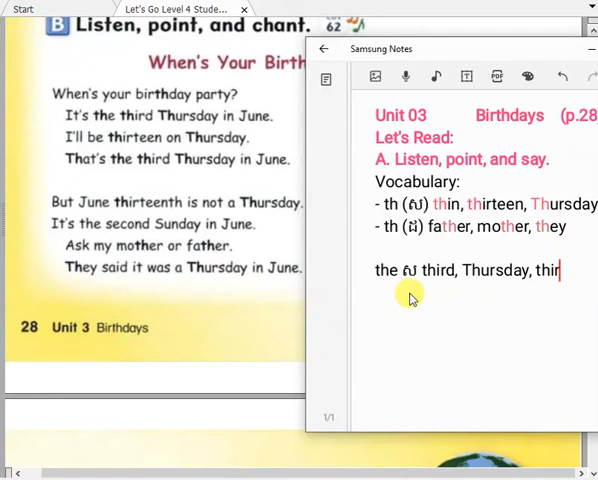 Start
Let's Go Level 4 Stude...
B Listen, point, and chant.
62
When's Your Birth
When's your birthday party?
It's the third Thursday in June.
I'll be thirteen on Thursday.
That's the third Thursday in June.
But June thirteenth is not a Thursday.
It's the second Sunday in June.
Ask my mother or father.
They said it was a Thursday in June.
28 Unit 3 Birthdays
Samsung Notes
PDF
Unit 03 Birthdays (p.28
Let's Read:
A. Listen, point, and say.
Vocabulary:
- th (ស) thin, thirteen, Thursday
- th (ដ) father, mother, they
the ស third, Thursday, thir
1/1